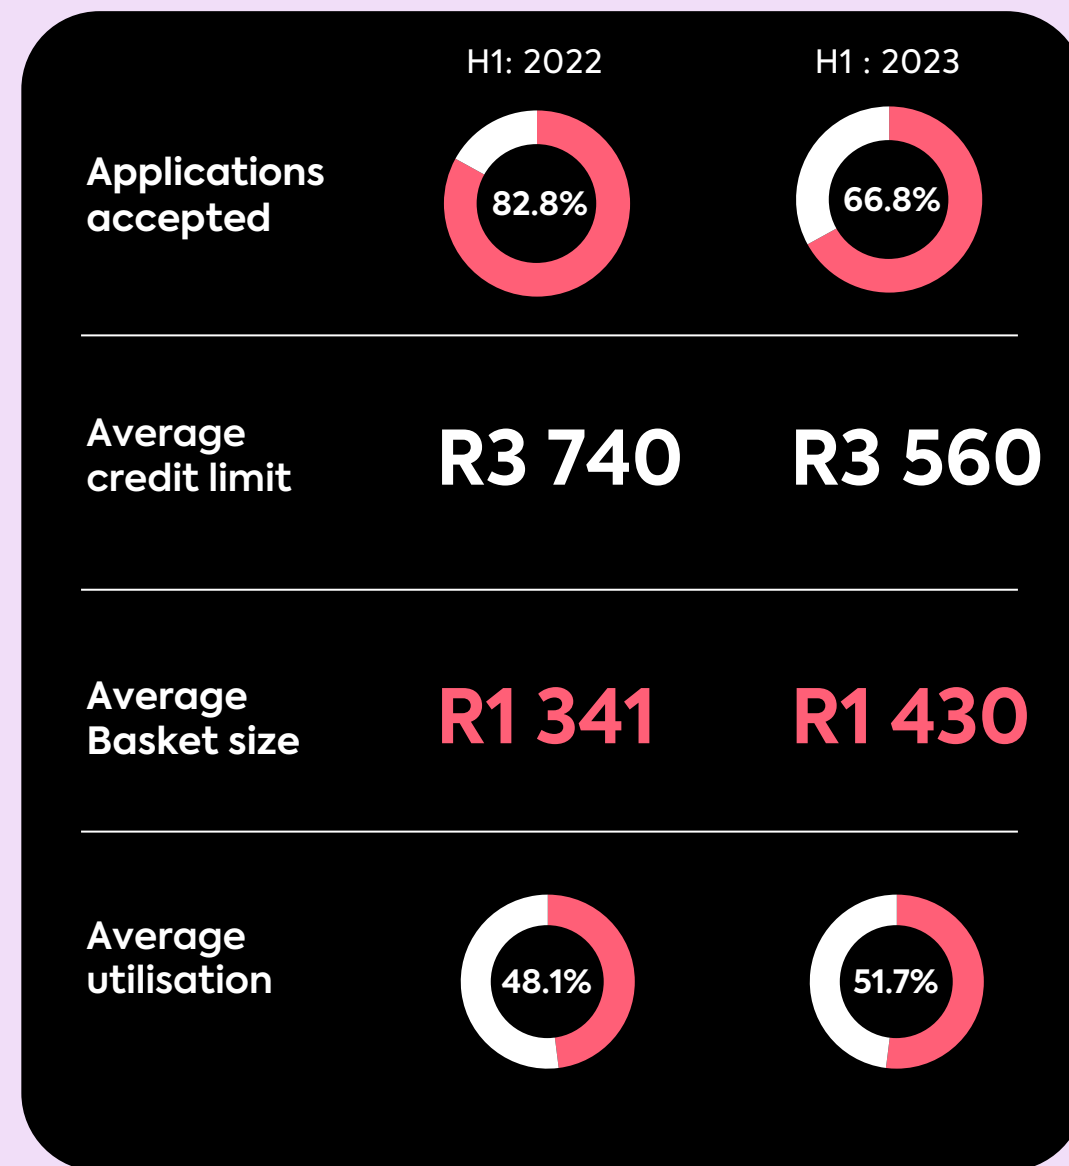 H1: 2022
H1 : 2023
Applications
accepted
82.8%
66.8%
Average
credit limit
R3 740
R3 560
Average
Basket size
R1 341
R1 430
Average
utilisation
48.1%
51.7%